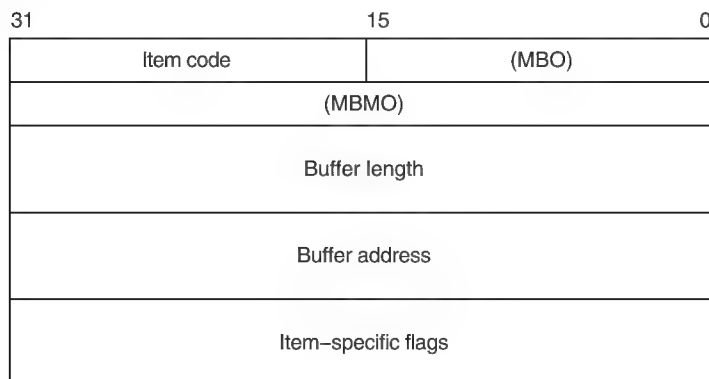 31 15 0
Item code (MBO)
(MBMO)
Buffer length
Buffer address
Item–specific flags